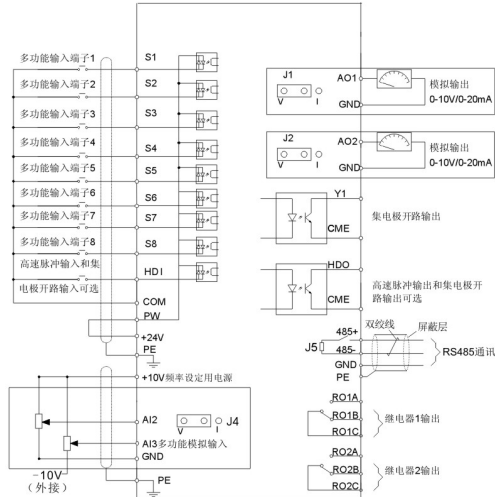 多功能输入端子1 S1
多功能输入端子2 S2
多功能输入端子3 S3
多功能输入端子4 S4
多功能输入端子5 S5
多功能输入端子6 S6
多功能输入端子7 S7
多功能输入端子8 S8
高速脉冲输入和集
电极开路输入可选
HDI
COM
PW
+24V
PE
+10V频率设定用电源
AI2
V I J4
AI3多功能模拟输入
GND
-10V
（外接）
PE
J1
V I
AO1
GND
模拟输出
0-10V/0-20mA
J2
V I
AO2
GND
模拟输出
0-10V/0-20mA
Y1
CME
集电极开路输出
HDO
CME
高速脉冲输出和集电极开
路输出可选
双绞线
屏蔽层
J5
485+
485-
GND
PE
RS485通讯
RO1A
RO1B
RO1C
继电器1输出
RO2A
RO2B
RO2C
继电器2输出